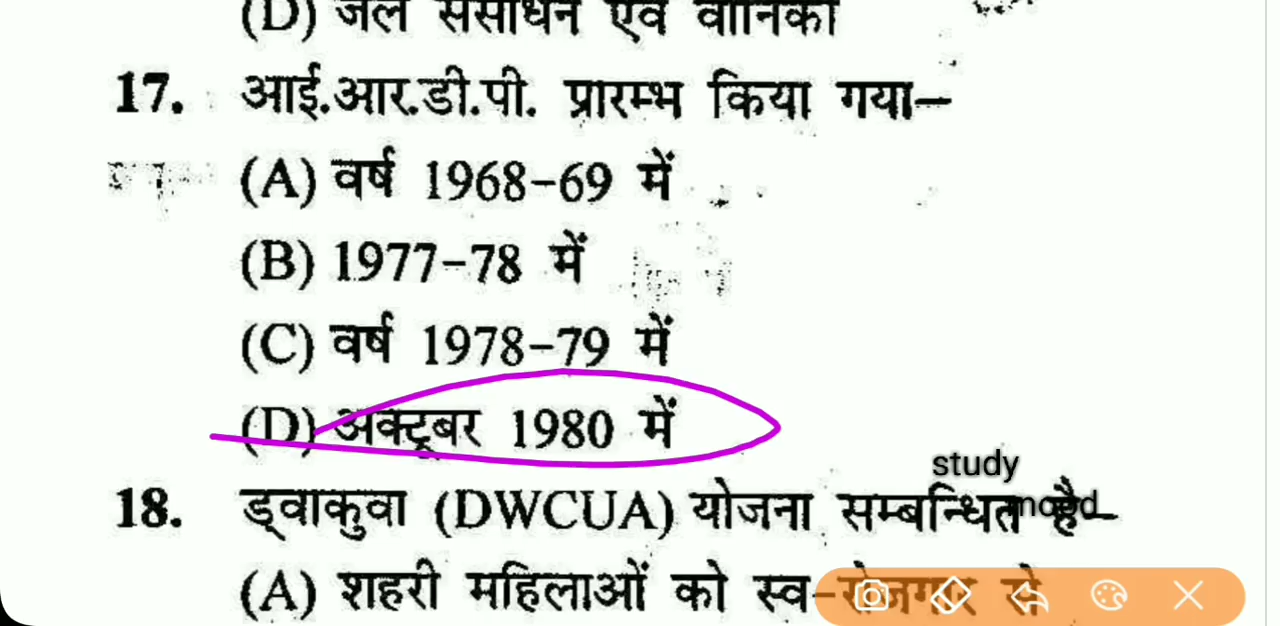 (D) जल संसाधन एवं वानिकी
17. आई.आर.डी.पी. प्रारम्भ किया गया–
(A) वर्ष 1968-69 में
(B) 1977-78 में
(C) वर्ष 1978-79 में
(D) अक्टूबर 1980 में
study
mood
18. ड्वाकुवा (DWCUA) योजना सम्बन्धित है–
(A) शहरी महिलाओं को स्व-रोजगार से